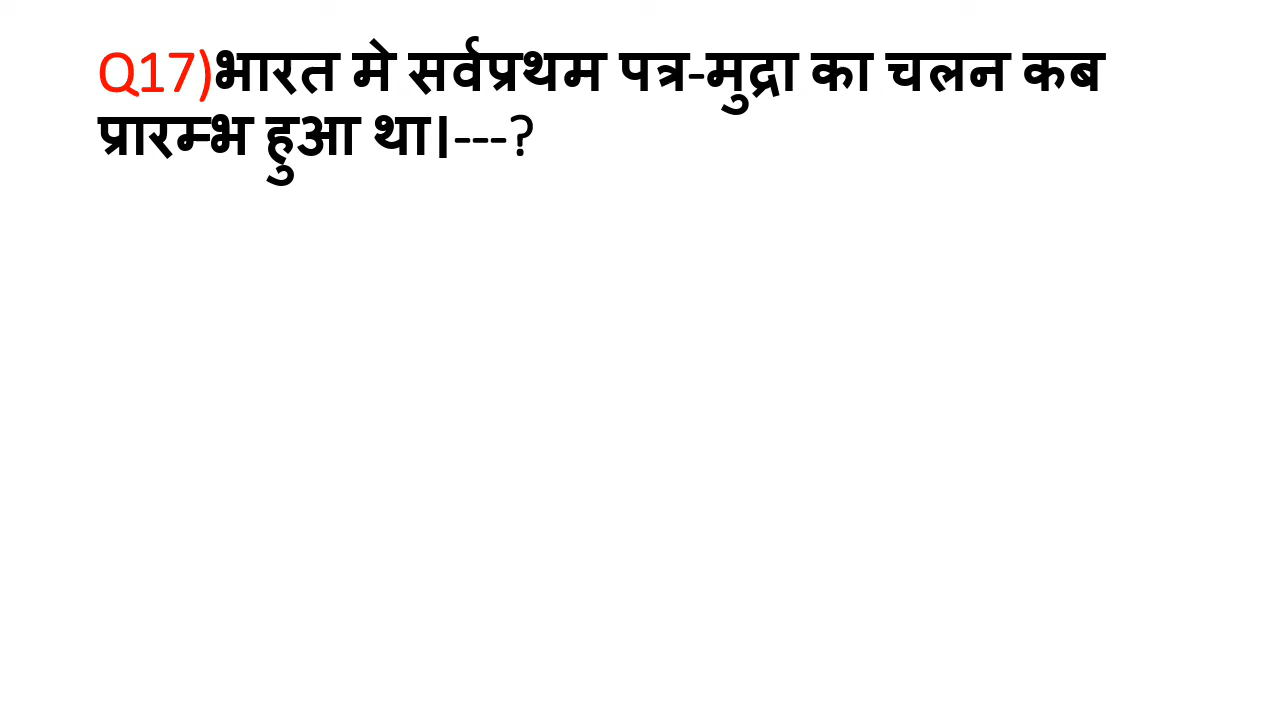 Q17)भारत मे सर्वप्रथम पत्र-मुद्रा का चलन कब
प्रारम्भ हुआ था।---?